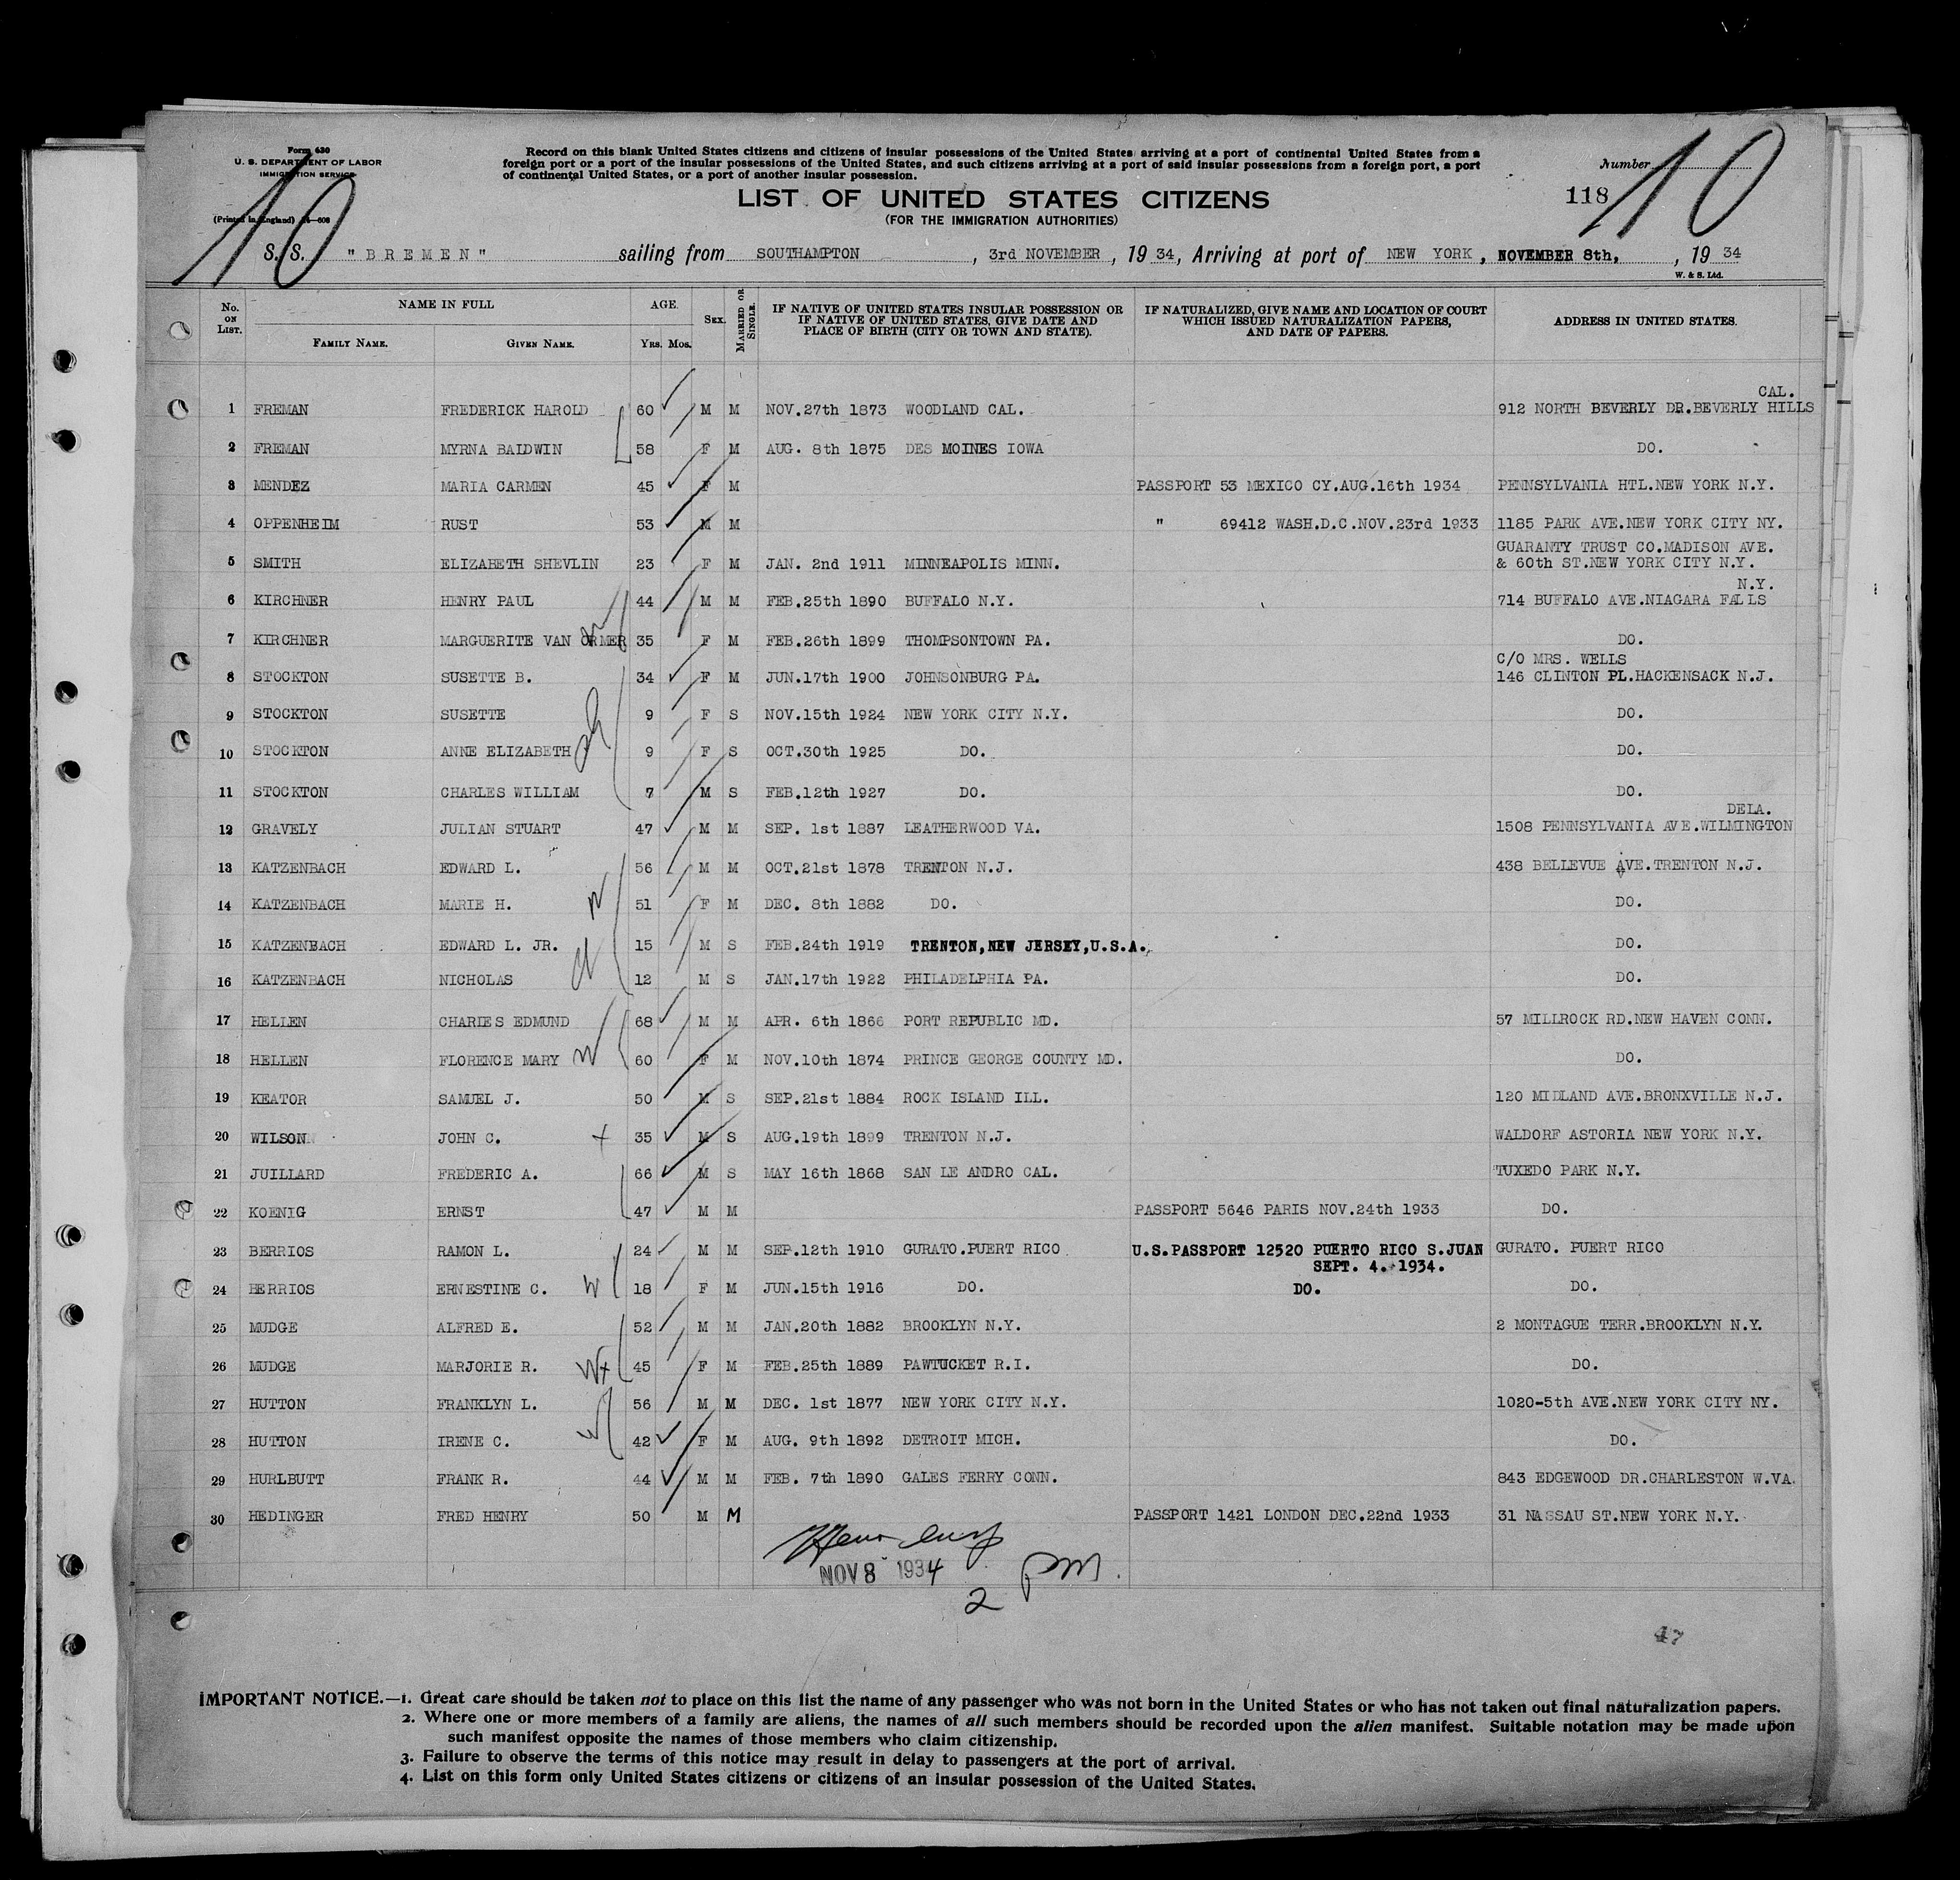 Form 630
U. S. DEPARTMENT OF LABOR
IMMIGRATION SERVICE
(Printed in England)
10
Record on this blank United States citizens and citizens of insular possessions of the United States arriving at a port of continental United States from a
foreign port or a port of the insular possessions of the United States, and such citizens arriving at a port of said insular possessions from a foreign port, a port
of continental United States, or a port of another insular possession.
Number
10
118
LIST OF UNITED STATES CITIZENS
(FOR THE IMMIGRATION AUTHORITIES)
S. S. "BREMEN" sailing from SOUTHAMPTON, 3rd NOVEMBER, 1934, Arriving at port of NEW YORK, NOVEMBER 8th, , 1934
W. & S. Ltd.
No. ON LIST. NAME IN FULL FAMILY NAME. GIVEN NAME. AGE. YRS. MOS. SEX. MARRIED OR SINGLE. IF NATIVE OF UNITED STATES INSULAR POSSESSION OR IF NATIVE OF UNITED STATES, GIVE DATE AND PLACE OF BIRTH (CITY OR TOWN AND STATE). IF NATURALIZED, GIVE NAME AND LOCATION OF COURT WHICH ISSUED NATURALIZATION PAPERS, AND DATE OF PAPERS. ADDRESS IN UNITED STATES.
CAL.
1 FREMAN FREDERICK HAROLD 60 M M NOV.27th 1873 WOODLAND CAL. 912 NORTH BEVERLY DR.BEVERLY HILLS
2 FREMAN MYRNA BALDWIN 58 F M AUG. 8th 1875 DES MOINES IOWA DO.
3 MENDEZ MARIA CARMEN 45 F M PASSPORT 53 MEXICO CY.AUG.16th 1934 PENNSYLVANIA HTL.NEW YORK N.Y.
4 OPPENHEIM RUST 53 M M " 69412 WASH.D.C.NOV.23rd 1933 1185 PARK AVE.NEW YORK CITY NY.
GUARANTY TRUST CO.MADISON AVE.
5 SMITH ELIZABETH SHEVLIN 23 F M JAN. 2nd 1911 MINNEAPOLIS MINN. & 60th ST.NEW YORK CITY N.Y.
N.Y.
6 KIRCHNER HENRY PAUL 44 M M FEB.25th 1890 BUFFALO N.Y. 714 BUFFALO AVE.NIAGARA FALLS
7 KIRCHNER MARGUERITE VAN ORMER 35 F M FEB.26th 1899 THOMPSONTOWN PA. DO.
C/O MRS. WELLS
8 STOCKTON SUSETTE B. 34 F M JUN.17th 1900 JOHNSONBURG PA. 146 CLINTON PL.HACKENSACK N.J.
9 STOCKTON SUSETTE 9 F S NOV.15th 1924 NEW YORK CITY N.Y. DO.
10 STOCKTON ANNE ELIZABETH 9 F S OCT.30th 1925 DO. DO.
11 STOCKTON CHARLES WILLIAM 7 M S FEB.12th 1927 DO. DO.
DELA.
12 GRAVELY JULIAN STUART 47 M M SEP. 1st 1887 LEATHERWOOD VA. 1508 PENNSYLVANIA AVE.WILMINGTON
13 KATZENBACH EDWARD L. 56 M M OCT.21st 1878 TRENTON N.J. 438 BELLEVUE AVE.TRENTON N.J.
14 KATZENBACH MARIE H. 51 F M DEC. 8th 1882 DO. DO.
15 KATZENBACH EDWARD L. JR. 15 M S FEB.24th 1919 TRENTON,NEW JERSEY,U.S.A. DO.
16 KATZENBACH NICHOLAS 12 M S JAN.17th 1922 PHILADELPHIA PA. DO.
17 HELLEN CHARLES EDMUND 68 M M APR. 6th 1866 PORT REPUBLIC MD. 57 MILLROCK RD.NEW HAVEN CONN.
18 HELLEN FLORENCE MARY 60 F M NOV.10th 1874 PRINCE GEORGE COUNTY MD. DO.
19 KEATOR SAMUEL J. 50 M S SEP.21st 1884 ROCK ISLAND ILL. 120 MIDLAND AVE.BRONXVILLE N.J.
20 WILSON JOHN C. 35 M S AUG.19th 1899 TRENTON N.J. WALDORF ASTORIA NEW YORK N.Y.
21 JUILLARD FREDERIC A. 66 M S MAY 16th 1868 SAN LE ANDRO CAL. TUXEDO PARK N.Y.
22 KOENIG ERNST 47 M M PASSPORT 5646 PARIS NOV.24th 1933 DO.
23 BERRIOS RAMON L. 24 M M SEP.12th 1910 GURATO.PUERT RICO U.S.PASSPORT 12520 PUERTO RICO S.JUAN GURATO. PUERT RICO
SEPT. 4. 1934.
24 HERRIOS ERNESTINE C. 18 F M JUN.15th 1916 DO. DO. DO.
25 MUDGE ALFRED E. 52 M M JAN.20th 1882 BROOKLYN N.Y. 2 MONTAGUE TERR.BROOKLYN N.Y.
26 MUDGE MARJORIE R. 45 F M FEB.25th 1889 PAWTUCKET R.I. DO.
27 HUTTON FRANKLYN L. 56 M M DEC. 1st 1877 NEW YORK CITY N.Y. 1020-5th AVE.NEW YORK CITY NY.
28 HUTTON IRENE C. 42 F M AUG. 9th 1892 DETROIT MICH. DO.
29 HURLBUTT FRANK R. 44 M M FEB. 7th 1890 GALES FERRY CONN. 843 EDGEWOOD DR.CHARLESTON W.VA.
30 HEDINGER FRED HENRY 50 M M PASSPORT 1421 LONDON DEC.22nd 1933 31 NASSAU ST.NEW YORK N.Y.
NOV 8 1934
2 pm.
47
IMPORTANT NOTICE.—1. Great care should be taken not to place on this list the name of any passenger who was not born in the United States or who has not taken out final naturalization papers.
2. Where one or more members of a family are aliens, the names of all such members should be recorded upon the alien manifest. Suitable notation may be made upon
such manifest opposite the names of those members who claim citizenship.
3. Failure to observe the terms of this notice may result in delay to passengers at the port of arrival.
4. List on this form only United States citizens or citizens of an insular possession of the United States.